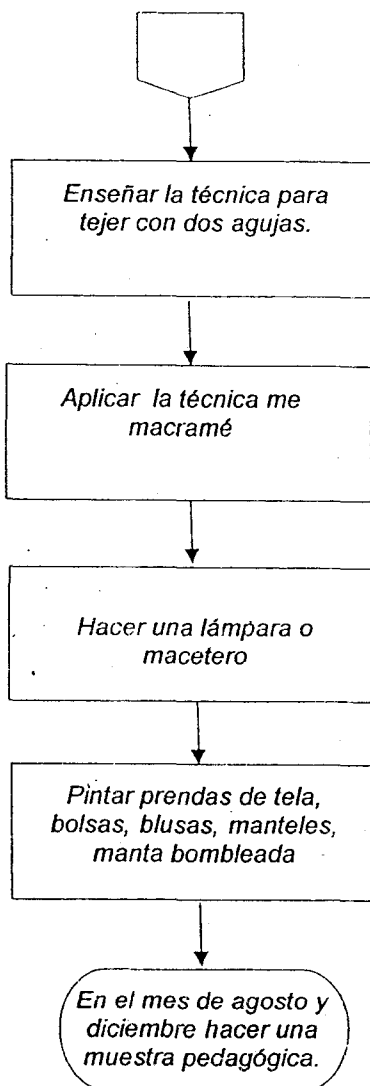 Enseñar la técnica para
tejer con dos agujas.
Aplicar la técnica me
macramé
Hacer una lámpara o
macetero
Pintar prendas de tela,
bolsas, blusas, manteles,
manta bombleada
En el mes de agosto y
diciembre hacer una
muestra pedagógica.